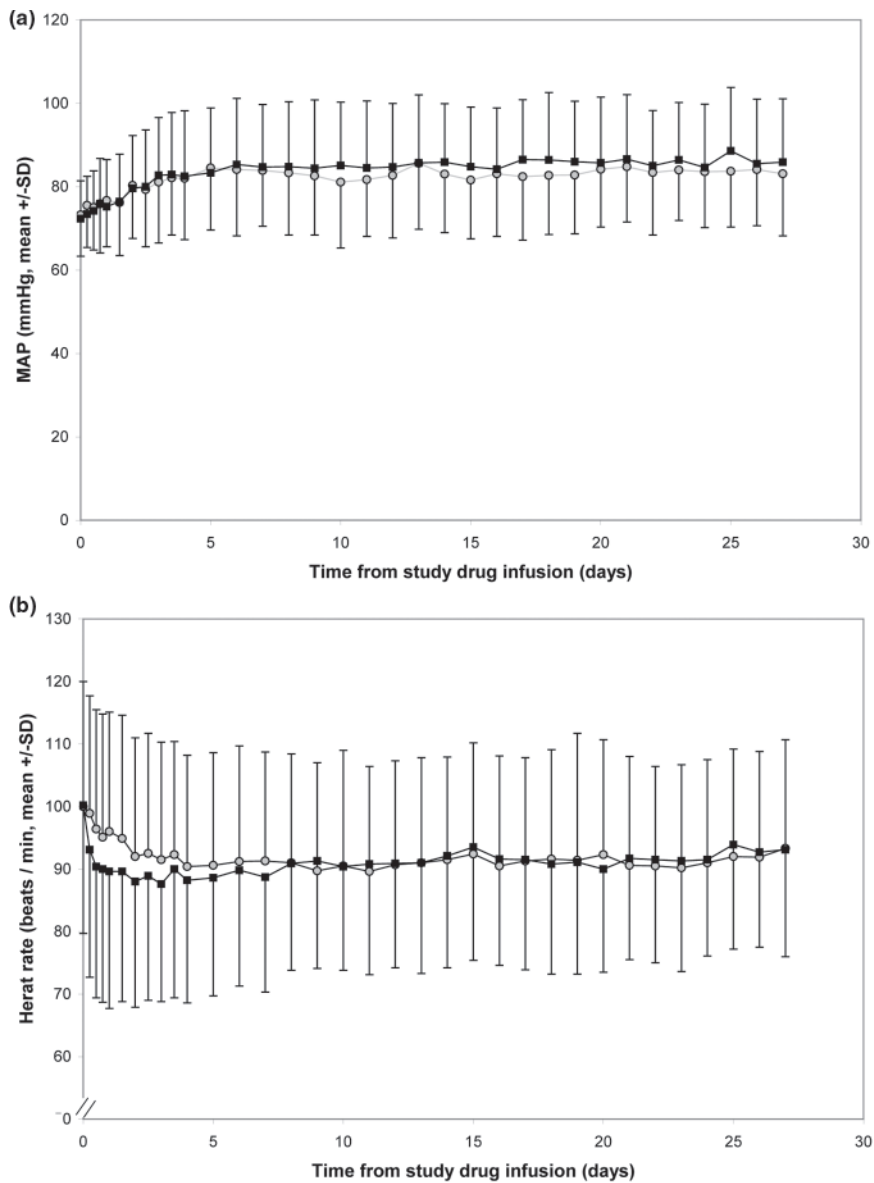 (a)
120
100
80
60
40
20
0
0 5 10 15 20 25 30
MAP (mmHg, mean +/-SD)
Time from study drug infusion (days)
(b)
130
120
110
100
90
80
70
60
0
0 5 10 15 20 25 30
Herat rate (beats / min, mean +/-SD)
Time from study drug infusion (days)